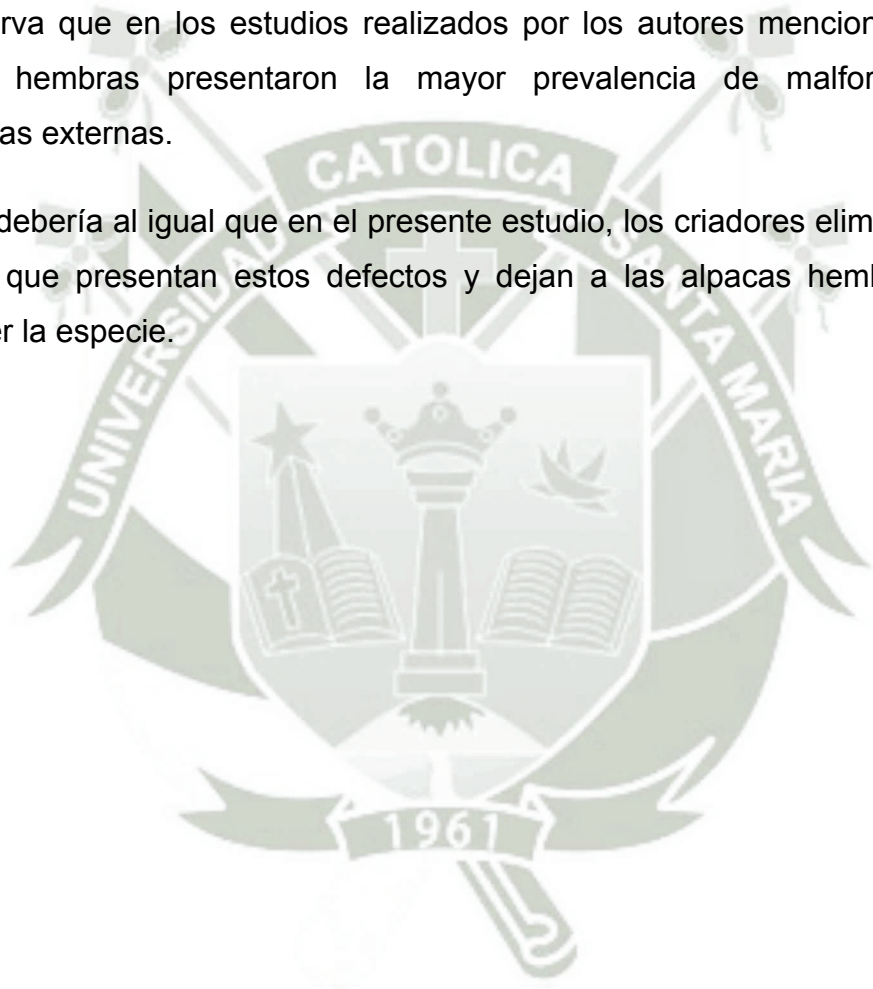 rva que en los estudios realizados por los autores mencion
hembras presentaron la mayor prevalencia de malfor
as externas.
debería al igual que en el presente estudio, los criadores elim
que presentan estos defectos y dejan a las alpacas hem
r la especie.
UNIVERSIDAD CATOLICA SANTA MARIA
1961